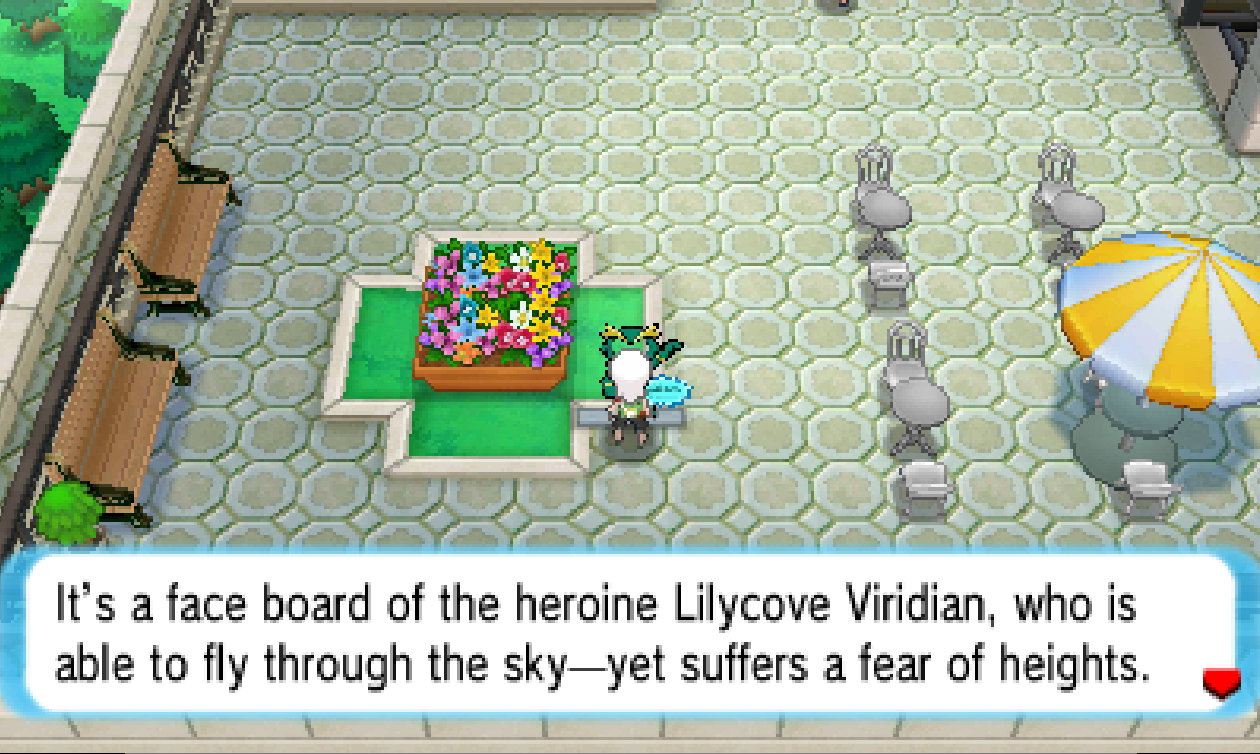 It's a face board of the heroine Lilycove Viridian, who is
able to fly through the sky—yet suffers a fear of heights.